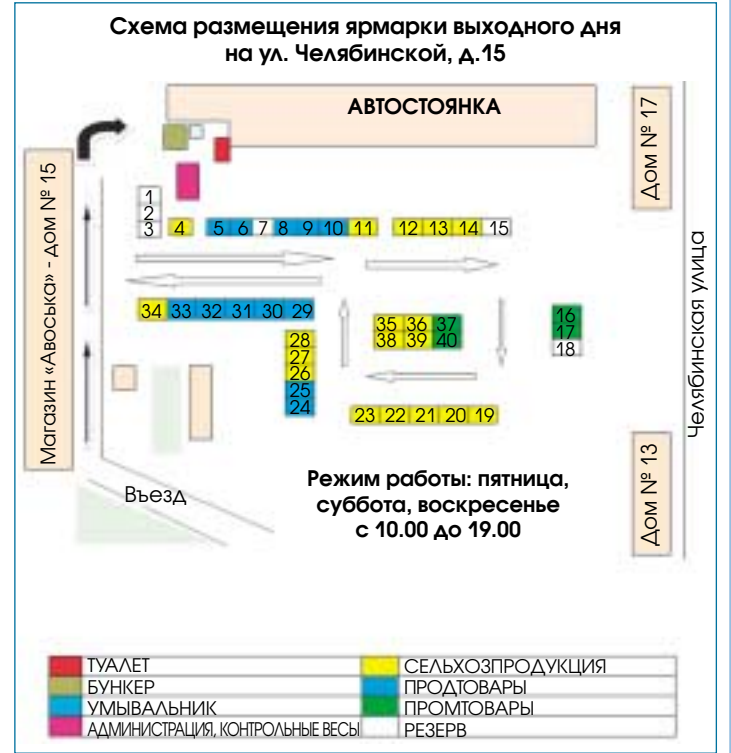 Схема размещения ярмарки выходного дня
на ул. Челябинской, д.15
АВТОСТОЯНКА
Дом № 17
Магазин «Авоська» - дом № 15
1
2
3 4 5 6 7 8 9 10 11 12 13 14 15
Челябинская улица
34 33 32 31 30 29
16
17
18
35 36 37
38 39 40
28
27
26
25
24
23 22 21 20 19
Въезд
Режим работы: пятница,
суббота, воскресенье
с 10.00 до 19.00
Дом № 13
ТУАЛЕТ
БУНКЕР
УМЫВАЛЬНИК
АДМИНИСТРАЦИЯ, КОНТРОЛЬНЫЕ ВЕСЫ
СЕЛЬХОЗПРОДУКЦИЯ
ПРОДТОВАРЫ
ПРОМТОВАРЫ
РЕЗЕРВ